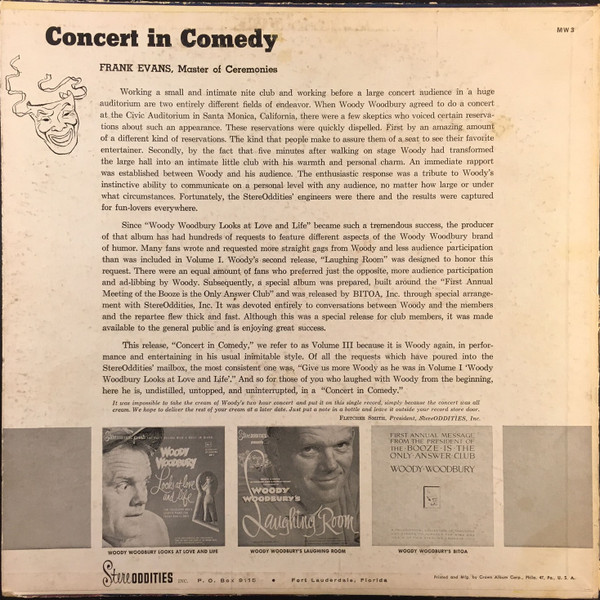 Concert in Comedy
MW 3
FRANK EVANS, Master of Ceremonies
Working a small and intimate nite club and working before a large concert audience in a huge
auditorium are two entirely different fields of endeavor. When Woody Woodbury agreed to do a concert
at the Civic Auditorium in Santa Monica, California, there were a few skeptics who voiced certain reserva-
tions about such an appearance. These reservations were quickly dispelled. First by an amazing amount
of a different kind of reservations. The kind that people make to assure them of a seat to see their favorite
entertainer. Secondly, by the fact that five minutes after walking on stage Woody had transformed
the large hall into an intimate little club with his warmth and personal charm. An immediate rapport
was established between Woody and his audience. The enthusiastic response was a tribute to Woody's
instinctive ability to communicate on a personal level with any audience, no matter how large or under
what circumstances. Fortunately, the StereOddities' engineers were there and the results were captured
for fun-lovers everywhere.
Since "Woody Woodbury Looks at Love and Life" became such a tremendous success, the producer
of that album has had hundreds of requests to feature different aspects of the Woody Woodbury brand
of humor. Many fans wrote and requested more straight gags from Woody and less audience participation
than was included in Volume I. Woody's second release, "Laughing Room" was designed to honor this
request. There were an equal amount of fans who preferred just the opposite, more audience participation
and ad-libbing by Woody. Subsequently, a special album was prepared, built around the "First Annual
Meeting of the Booze is the Only Answer Club" and was released by BITOA, Inc. through special arrange-
ment with StereOddities, Inc. It was devoted entirely to conversations between Woody and the members
and the repartee flew thick and fast. Although this was a special release for club members, it was made
available to the general public and is enjoying great success.
This release, "Concert in Comedy," we refer to as Volume III because it is Woody again, in perfor-
mance and entertaining in his usual inimitable style. Of all the requests which have poured into the
StereOddities' mailbox, the most consistent one was, "Give us more Woody as he was in Volume I 'Woody
Woodbury Looks at Love and Life'." And so for those of you who laughed with Woody from the beginning,
here he is, undistilled, untopped, and uninterrupted, in a "Concert in Comedy."
It was impossible to take the cream of Woody's two hour concert and put it on this single record, simply because the concert was all
cream. We hope to deliver the rest of your cream at a later date. Just put a note in a bottle and leave it outside your record store door.
FLETCHER SMITH, President, StereODDITIES, Inc.
WOODY
WOODBURY
Looks at love
and life
WOODY
WOODBURY'S
Laughing Room
FIRST ANNUAL MESSAGE
FROM THE PRESIDENT OF
THE BOOZE IS THE
ONLY ANSWER CLUB
WOODY WOODBURY
WOODY WOODBURY LOOKS AT LOVE AND LIFE
WOODY WOODBURY'S LAUGHING ROOM
WOODY WOODBURY'S BITOA
StereODDITIES INC. P. O. Box 9115 • Fort Lauderdale, Florida
Printed and Mfg. by Crown Album Corp., Phila. 47, Pa., U. S. A.